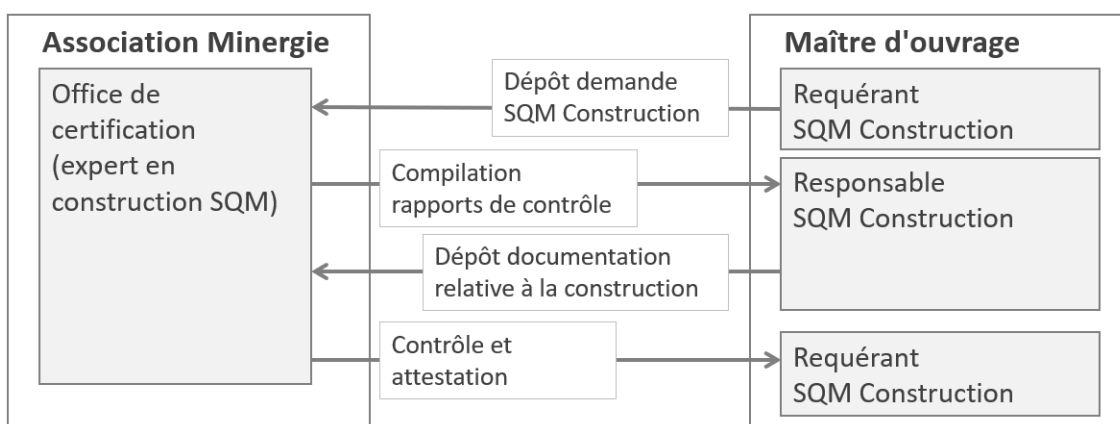 Association Minergie
Office de
certification
(expert en
construction SQM)
Maître d'ouvrage
Dépôt demande
SQM Construction
Requérant
SQM Construction
Compilation
rapports de contrôle
Responsable
SQM Construction
Dépôt documentation
relative à la construction
Contrôle et
attestation
Requérant
SQM Construction